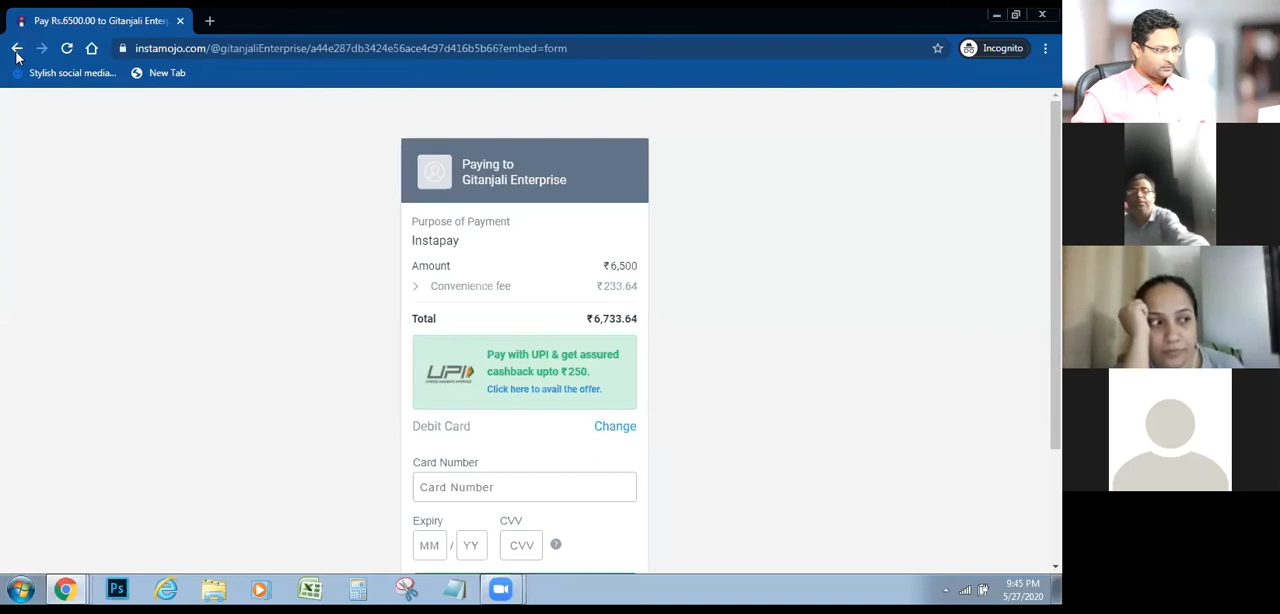 Pay Rs.6500.00 to Gitanjali Enter
instamojo.com/@gitanjaliEnterprise/a44e287db3424e56ace4c97d416b5b66?embed=form
Incognito
Stylish social media...
New Tab
Paying to
Gitanjali Enterprise
Purpose of Payment
Instapay
Amount ₹6,500
Convenience fee ₹233.64
Total ₹6,733.64
UPI
Pay with UPI & get assured
cashback upto ₹250.
Click here to avail the offer.
Debit Card Change
Card Number
Card Number
Expiry CVV
MM / YY CVV ?
Ps
9:45 PM
5/27/2020